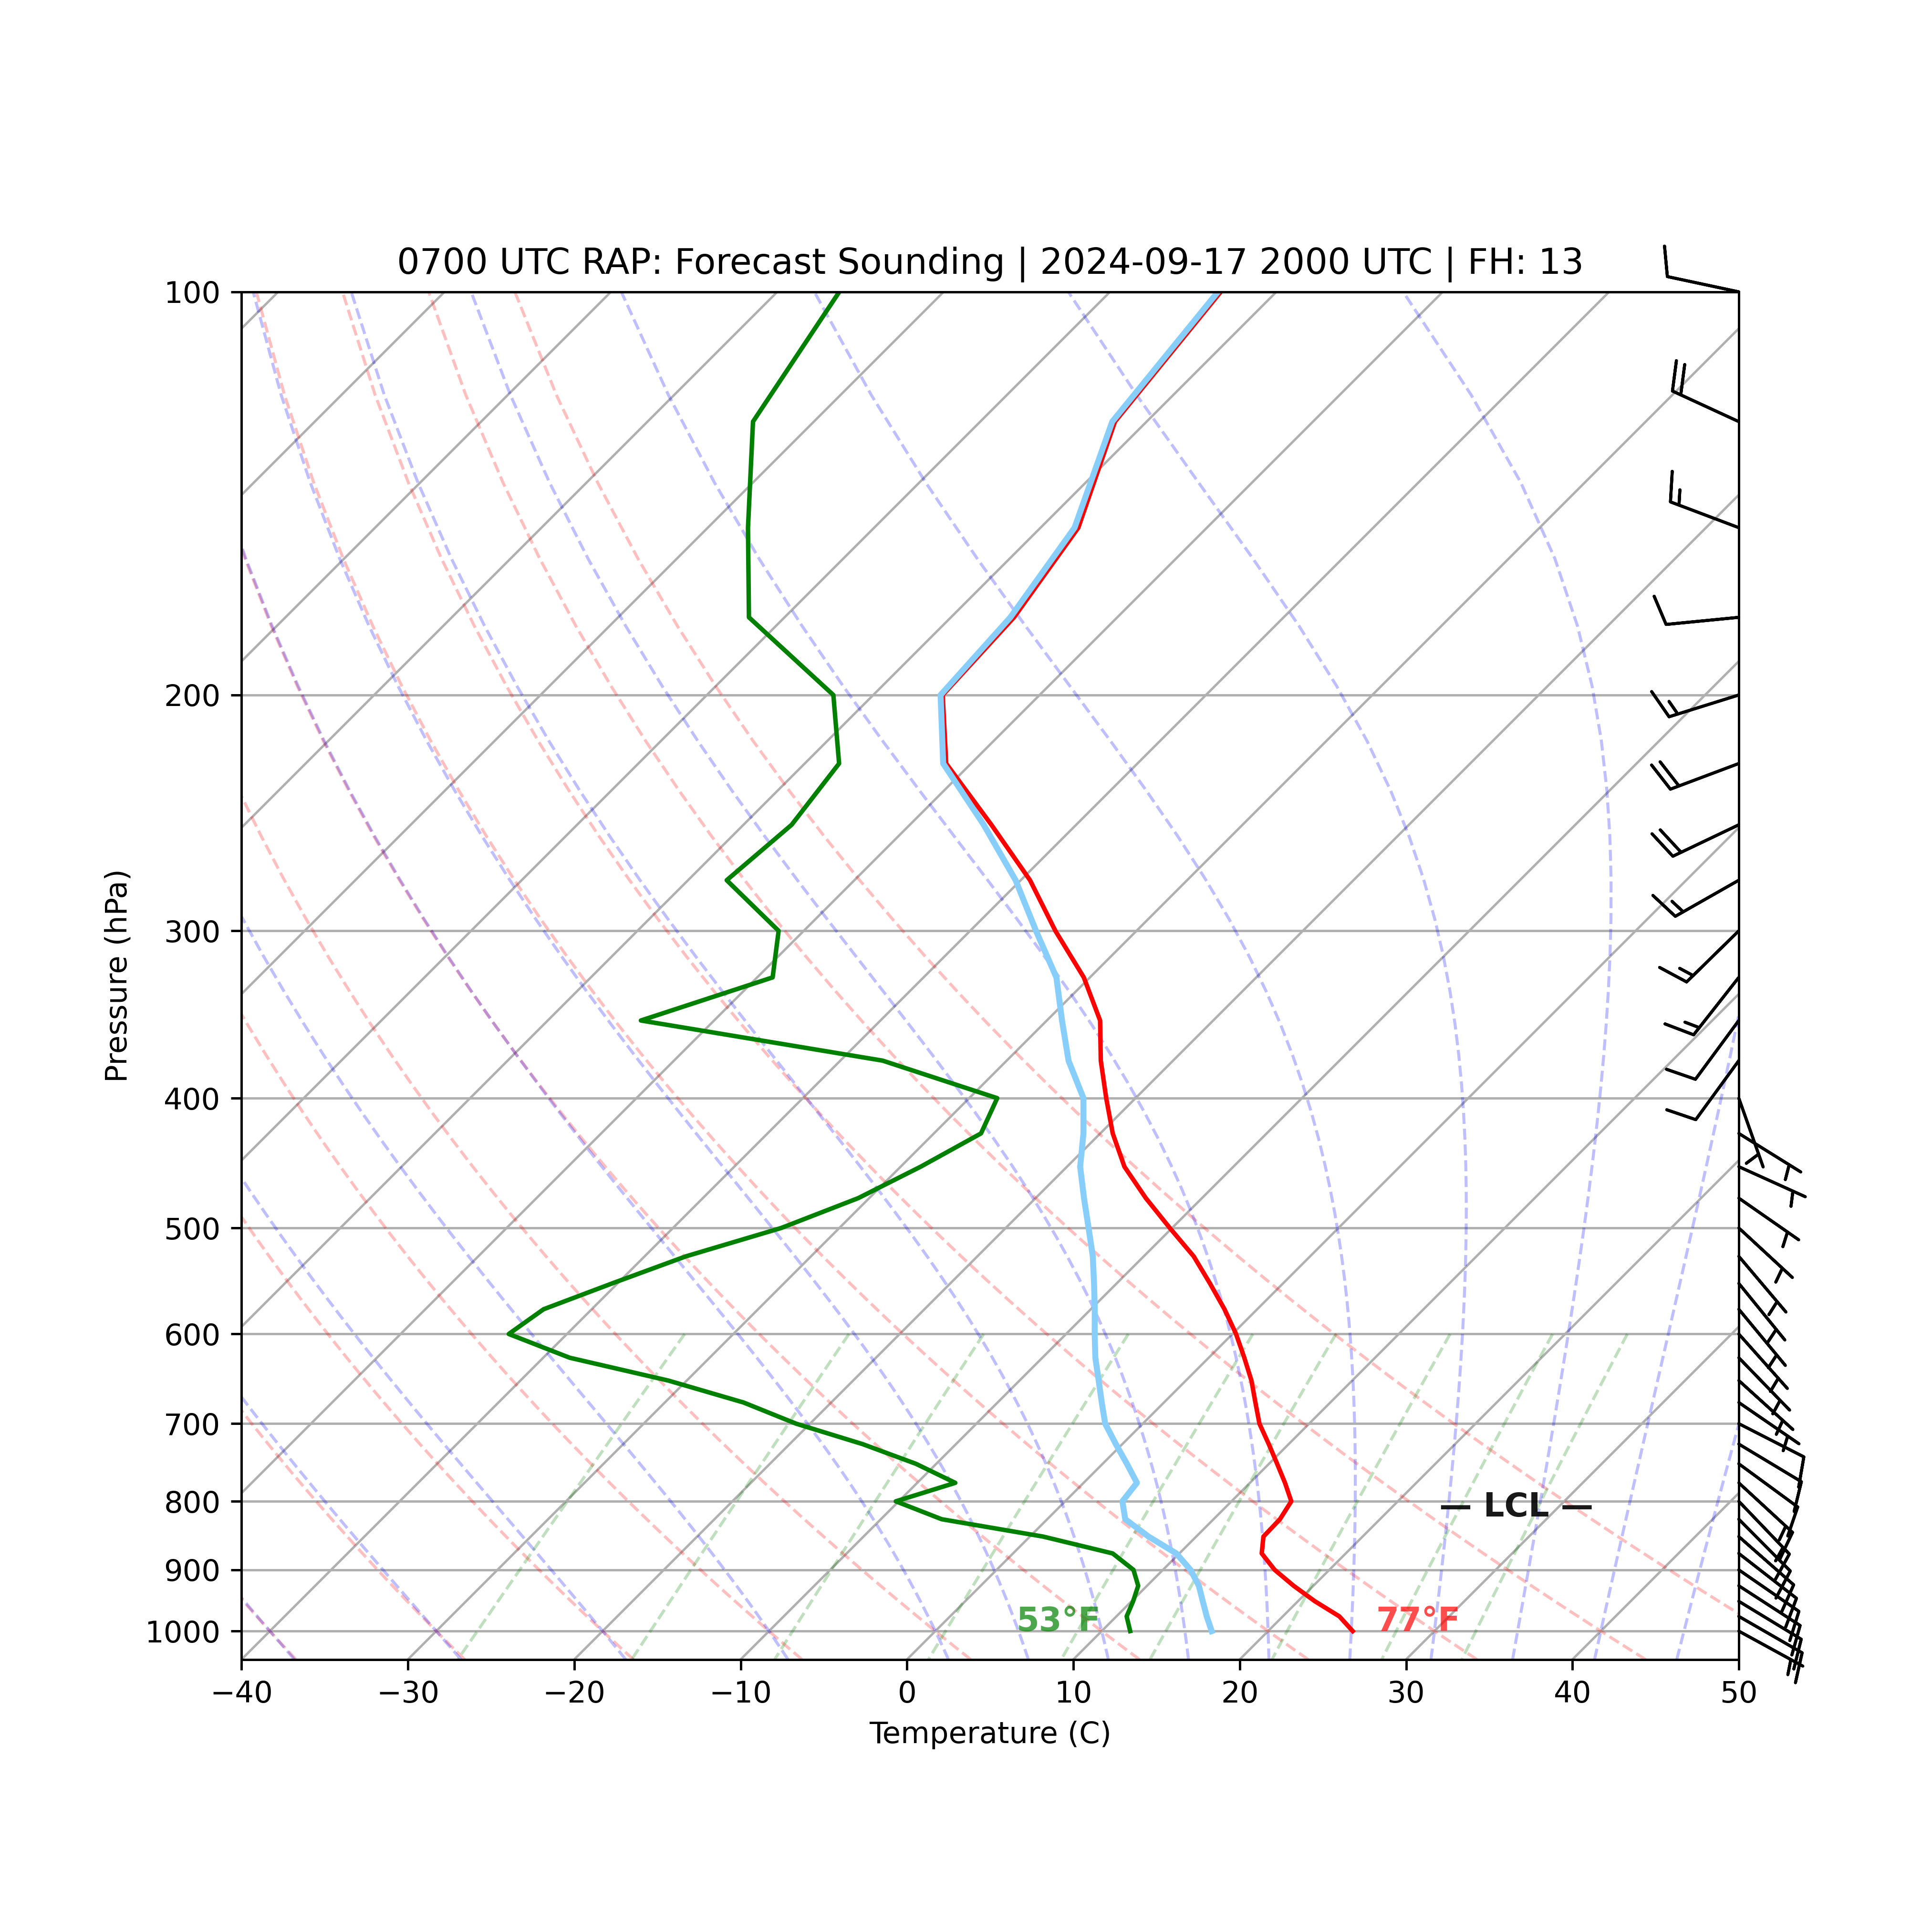 0700 UTC RAP: Forecast Sounding | 2024-09-17 2000 UTC | FH: 13
100
200
300
400
500
600
700
800
900
1000
Pressure (hPa)
— LCL —
53°F
77°F
−40 −30 −20 −10 0 10 20 30 40 50
Temperature (C)